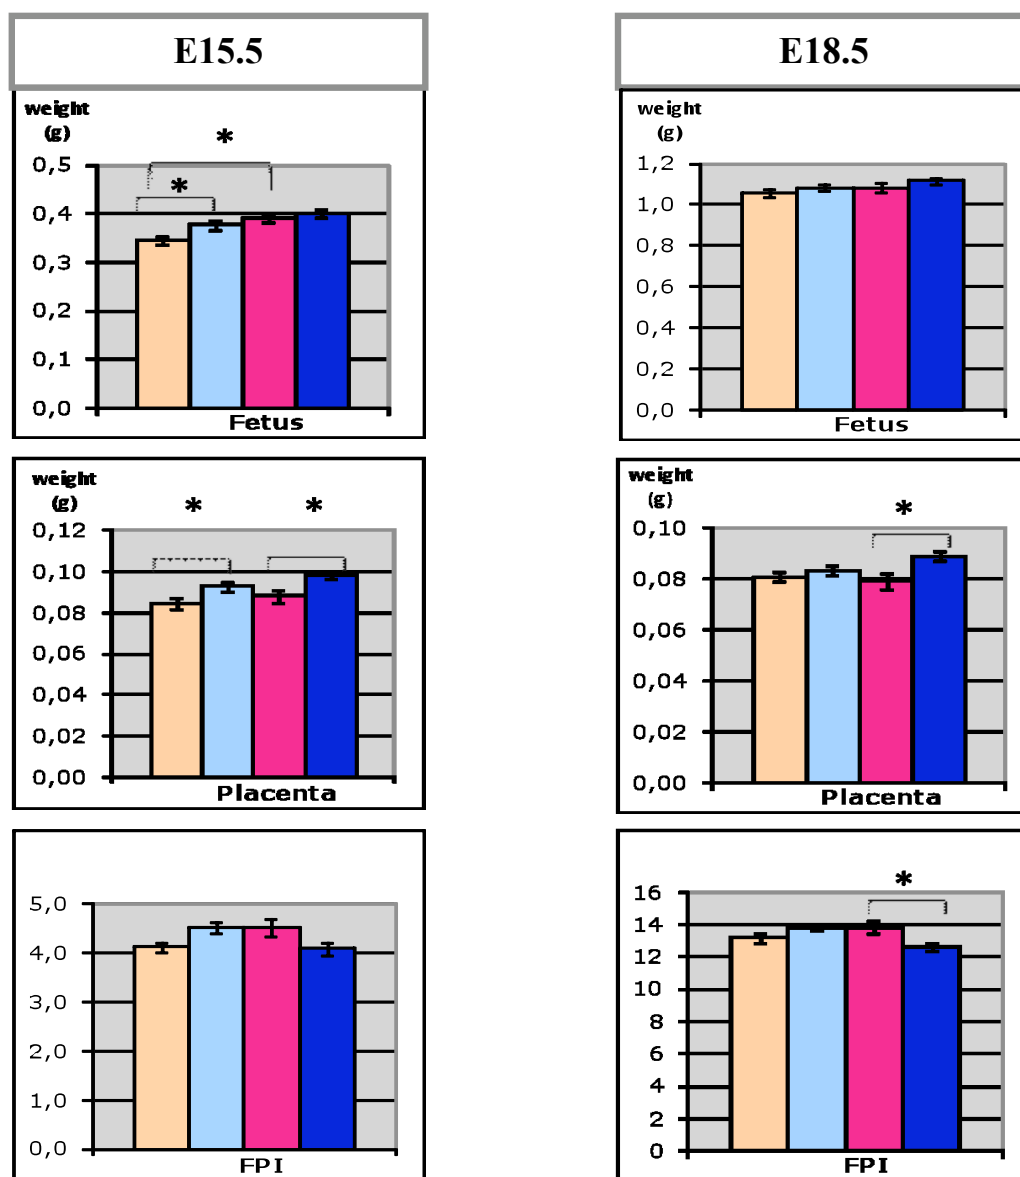 E15.5
weight
(g)
*
*
0,5
0,4
0,3
0,2
0,1
0,0
Fetus
weight
(g)
*
*
0,12
0,10
0,08
0,06
0,04
0,02
0,00
Placenta
5,0
4,0
3,0
2,0
1,0
0,0
FPI
E18.5
weight
(g)
1,2
1,0
0,8
0,6
0,4
0,2
0,0
Fetus
weight
(g)
*
0,10
0,08
0,06
0,04
0,02
0,00
Placenta
*
16
14
12
10
8
6
4
2
0
FPI